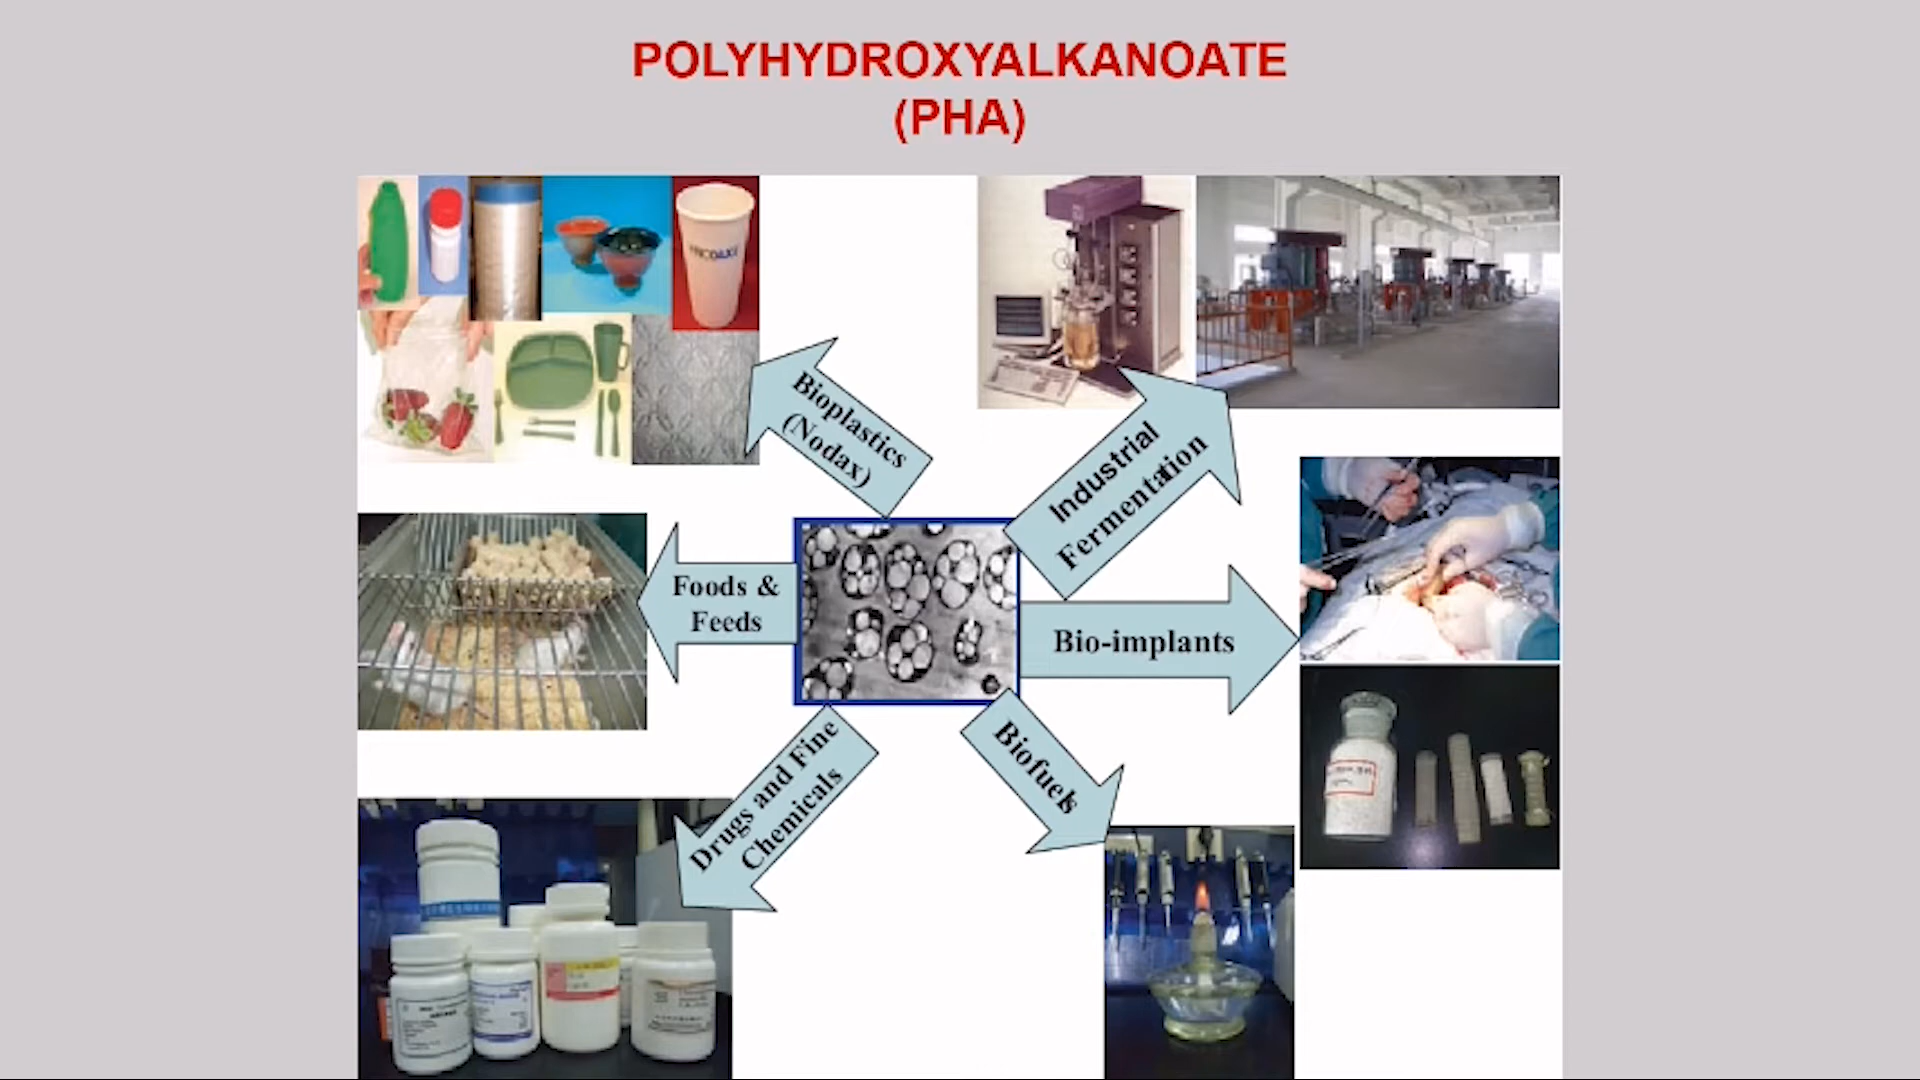 POLYHYDROXYALKANOATE
(PHA)
Bioplastics
(Nodax)
Industrial
Fermentation
Foods &
Feeds
Bio-implants
Drugs and Fine
Chemicals
Biofuels